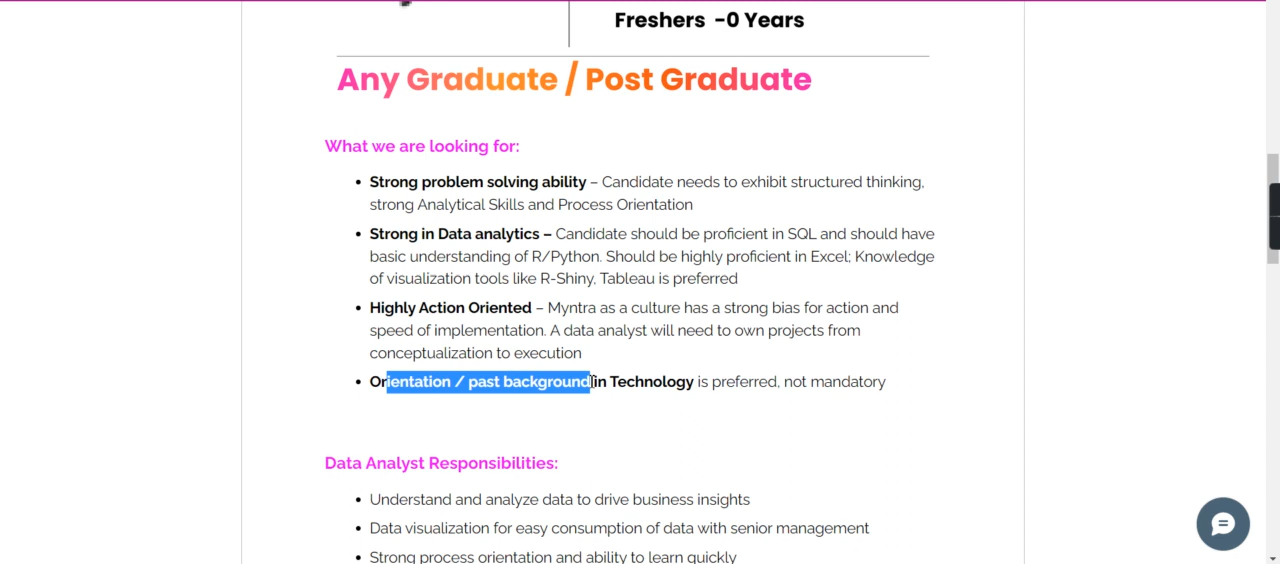 Freshers -0 Years
Any Graduate / Post Graduate
What we are looking for:
• Strong problem solving ability – Candidate needs to exhibit structured thinking,
strong Analytical Skills and Process Orientation
• Strong in Data analytics – Candidate should be proficient in SQL and should have
basic understanding of R/Python. Should be highly proficient in Excel; Knowledge
of visualization tools like R-Shiny, Tableau is preferred
• Highly Action Oriented – Myntra as a culture has a strong bias for action and
speed of implementation. A data analyst will need to own projects from
conceptualization to execution
• Orientation / past background in Technology is preferred, not mandatory
Data Analyst Responsibilities:
• Understand and analyze data to drive business insights
• Data visualization for easy consumption of data with senior management
• Strong process orientation and ability to learn quickly